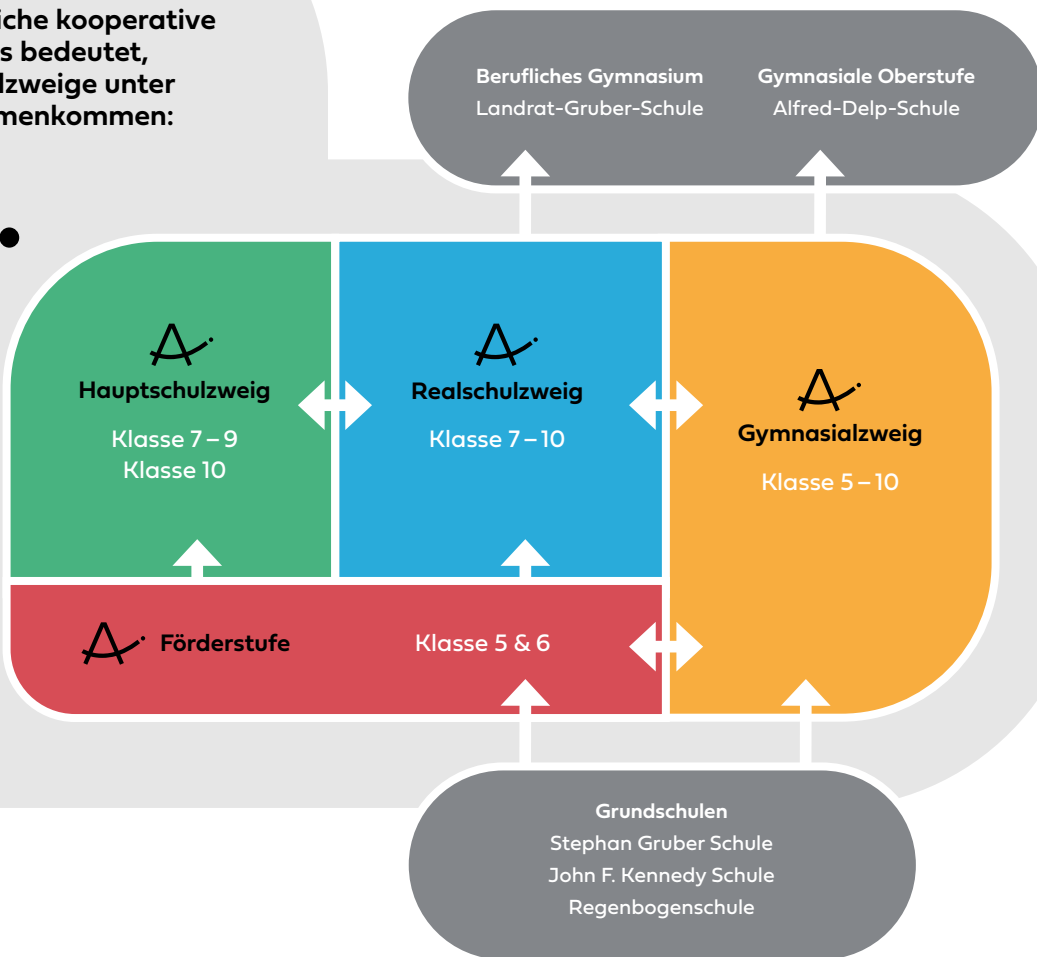 iche kooperative
s bedeutet,
lzweige unter
menkommen:
Berufliches Gymnasium
Landrat-Gruber-Schule
Gymnasiale Oberstufe
Alfred-Delp-Schule
Hauptschulzweig
Klasse 7 – 9
Klasse 10
Realschulzweig
Klasse 7 – 10
Gymnasialzweig
Klasse 5 – 10
Förderstufe
Klasse 5 & 6
Grundschulen
Stephan Gruber Schule
John F. Kennedy Schule
Regenbogenschule